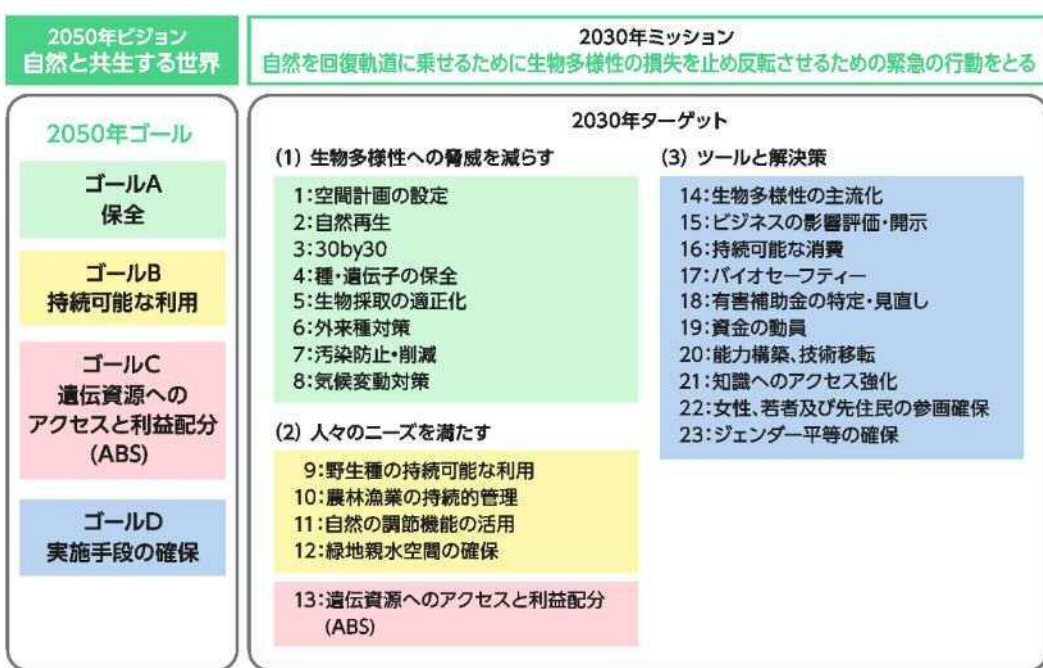 2050年ビジョン
自然と共生する世界
2030年ミッション
自然を回復軌道に乗せるために生物多様性の損失を止め反転させるための緊急の行動をとる
2050年ゴール
ゴールA
保全
ゴールB
持続可能な利用
ゴールC
遺伝資源への
アクセスと利益配分
(ABS)
ゴールD
実施手段の確保
2030年ターゲット
(1) 生物多様性への脅威を減らす
1:空間計画の設定
2:自然再生
3:30by30
4:種・遺伝子の保全
5:生物採取の適正化
6:外来種対策
7:汚染防止・削減
8:気候変動対策
(2) 人々のニーズを満たす
9:野生種の持続可能な利用
10:農林漁業の持続的管理
11:自然の調節機能の活用
12:緑地親水空間の確保
13:遺伝資源へのアクセスと利益配分
(ABS)
(3) ツールと解決策
14:生物多様性の主流化
15:ビジネスの影響評価・開示
16:持続可能な消費
17:バイオセーフティー
18:有害補助金の特定・見直し
19:資金の動員
20:能力構築、技術移転
21:知識へのアクセス強化
22:女性、若者及び先住民の参画確保
23:ジェンダー平等の確保